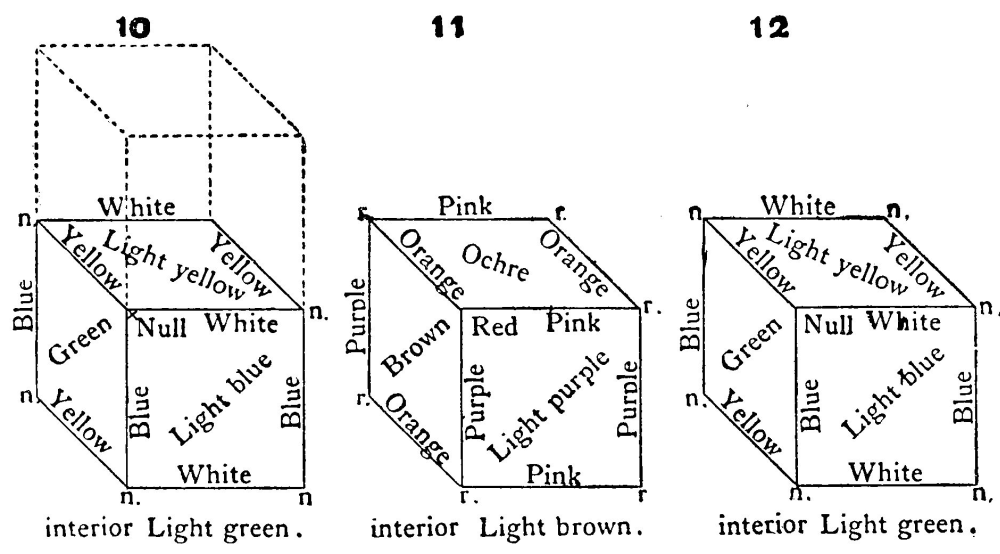 10
11
12
n.
White
Light yellow
Yellow
Yellow
n.
Null
White
Blue
Green
Light blue
Blue
Blue
n.
Yellow
White
n.
n
interior Light green.
r.
Pink
r.
Orange
Ochre
Orange
r.
Red
Pink
Purple
Brown
Purple
Light purple
Purple
r.
Orange
Pink
r.
r
interior Light brown.
n
White
n.
Light yellow
Yellow
Yellow
n.
Null
White
Blue
Green
Light blue
Blue
Blue
n.
Yellow
White
n.
n,
interior Light green.